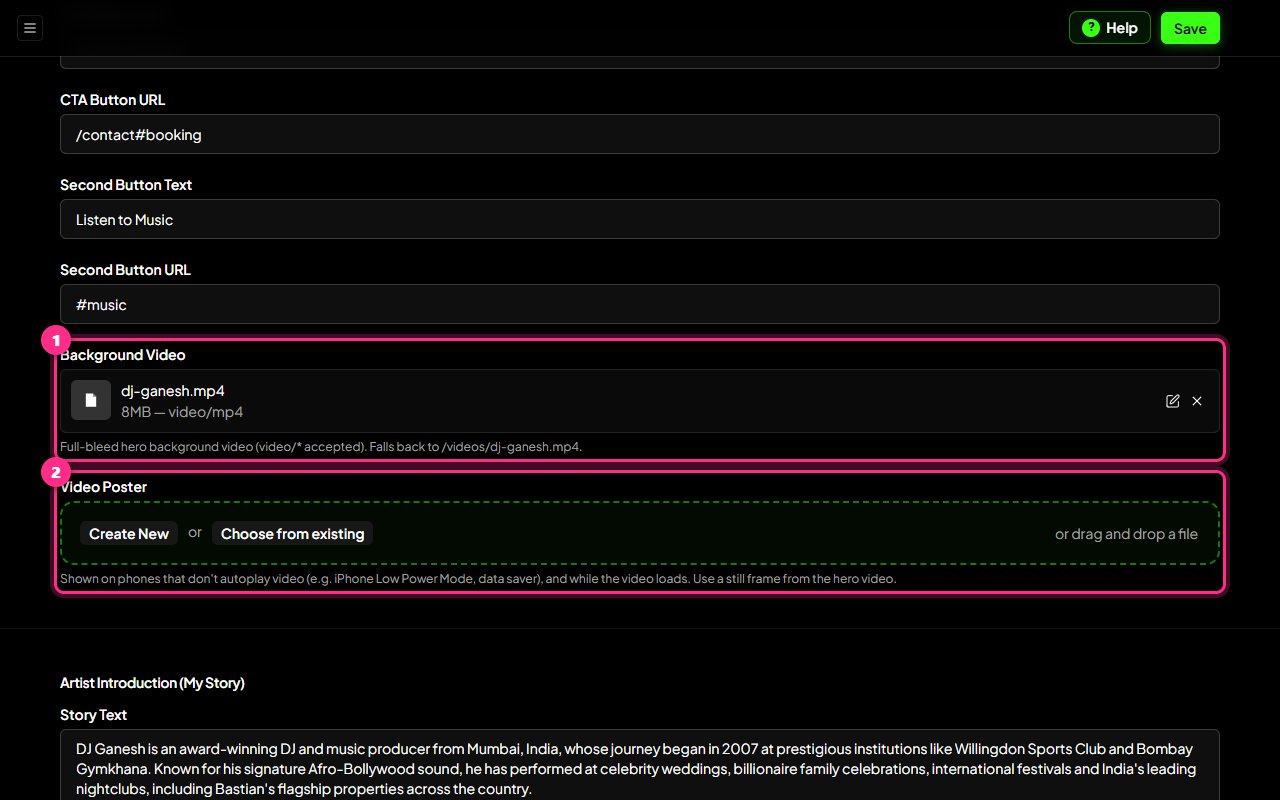 ? Help
Save
CTA Button URL
/contact#booking
Second Button Text
Listen to Music
Second Button URL
#music
1
Background Video
dj-ganesh.mp4
8MB — video/mp4
Full-bleed hero background video (video/* accepted). Falls back to /videos/dj-ganesh.mp4.
2
Video Poster
Create New or Choose from existing
or drag and drop a file
Shown on phones that don't autoplay video (e.g. iPhone Low Power Mode, data saver), and while the video loads. Use a still frame from the hero video.
Artist Introduction (My Story)
Story Text
DJ Ganesh is an award-winning DJ and music producer from Mumbai, India, whose journey began in 2007 at prestigious institutions like Willingdon Sports Club and Bombay
Gymkhana. Known for his signature Afro-Bollywood sound, he has performed at celebrity weddings, billionaire family celebrations, international festivals and India's leading
nightclubs, including Bastian's flagship properties across the country.